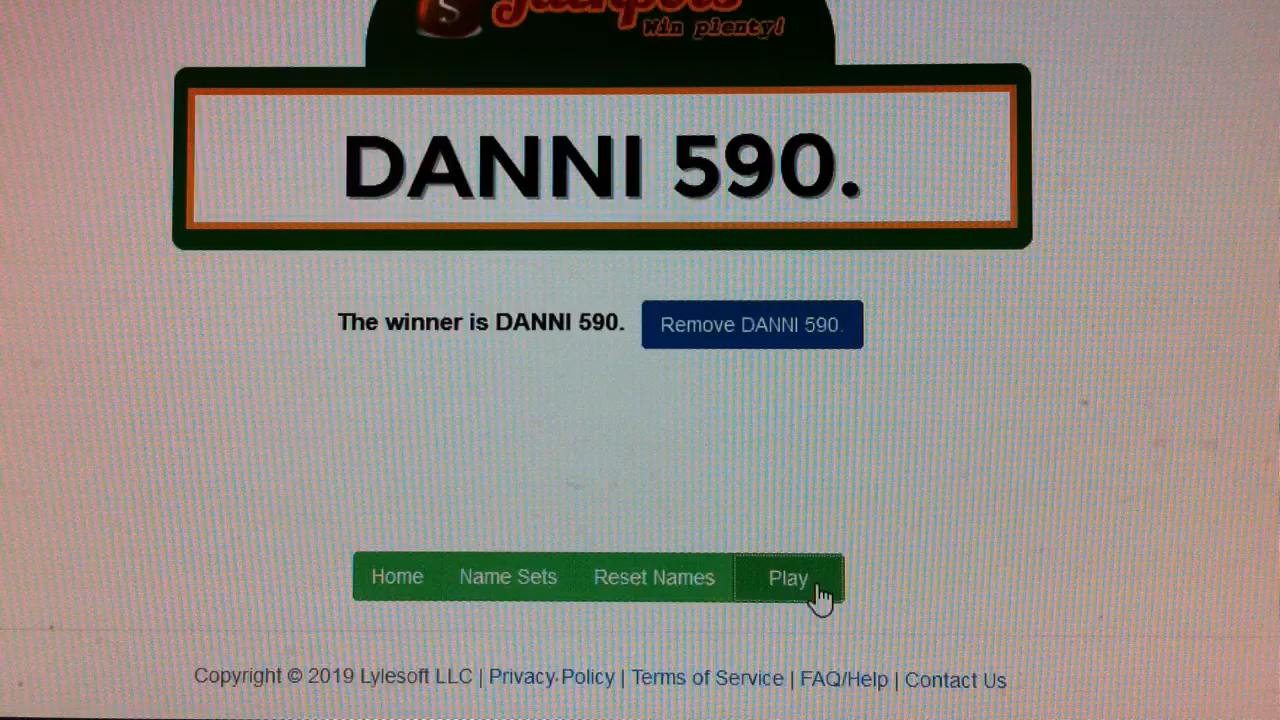 Win plenty!
DANNI 590.
The winner is DANNI 590. Remove DANNI 590.
Home Name Sets Reset Names Play
Copyright © 2019 Lylesoft LLC | Privacy Policy | Terms of Service | FAQ/Help | Contact Us